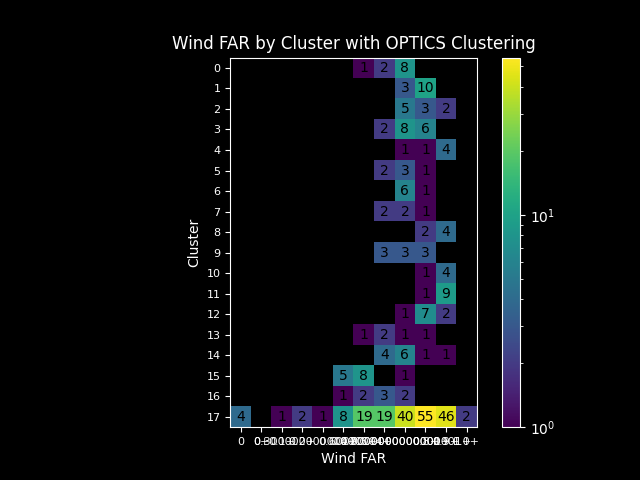 Wind FAR by Cluster with OPTICS Clustering
0 1 2 8
1 3 10
2 5 3 2
3 2 8 6
4 1 1 4
5 2 3 1
6 6 1
7 2 2 1
8 2 4
9 3 3 3
10 1 4
11 1 9
12 1 7 2
13 1 2 1 1
14 4 6 1 1
15 5 8 1
16 1 2 3 2
17 4 1 2 1 8 19 19 40 55 46 2
0
Wind FAR
Cluster
10^1
10^0